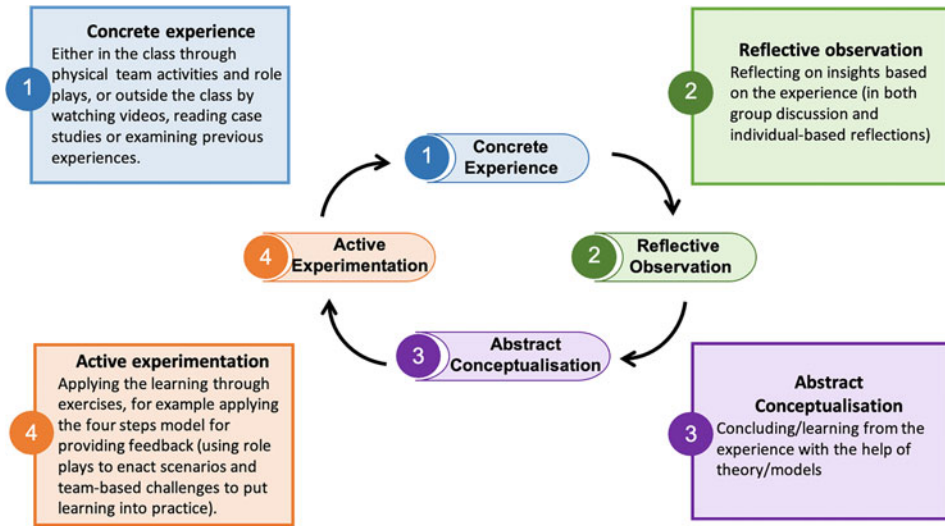 Concrete experience
Either in the class through
physical team activities and role
plays, or outside the class by
watching videos, reading case
studies or examining previous
experiences.
1
Reflective observation
Reflecting on insights based
on the experience (in both
group discussion and
individual-based reflections)
2
1
Concrete
Experience
4
Active
Experimentation
2
Reflective
Observation
3
Abstract
Conceptualisation
Active experimentation
Applying the learning through
exercises, for example applying
the four steps model for
providing feedback (using role
plays to enact scenarios and
team-based challenges to put
learning into practice).
4
Abstract
Conceptualisation
Concluding/learning from the
experience with the help of
theory/models
3